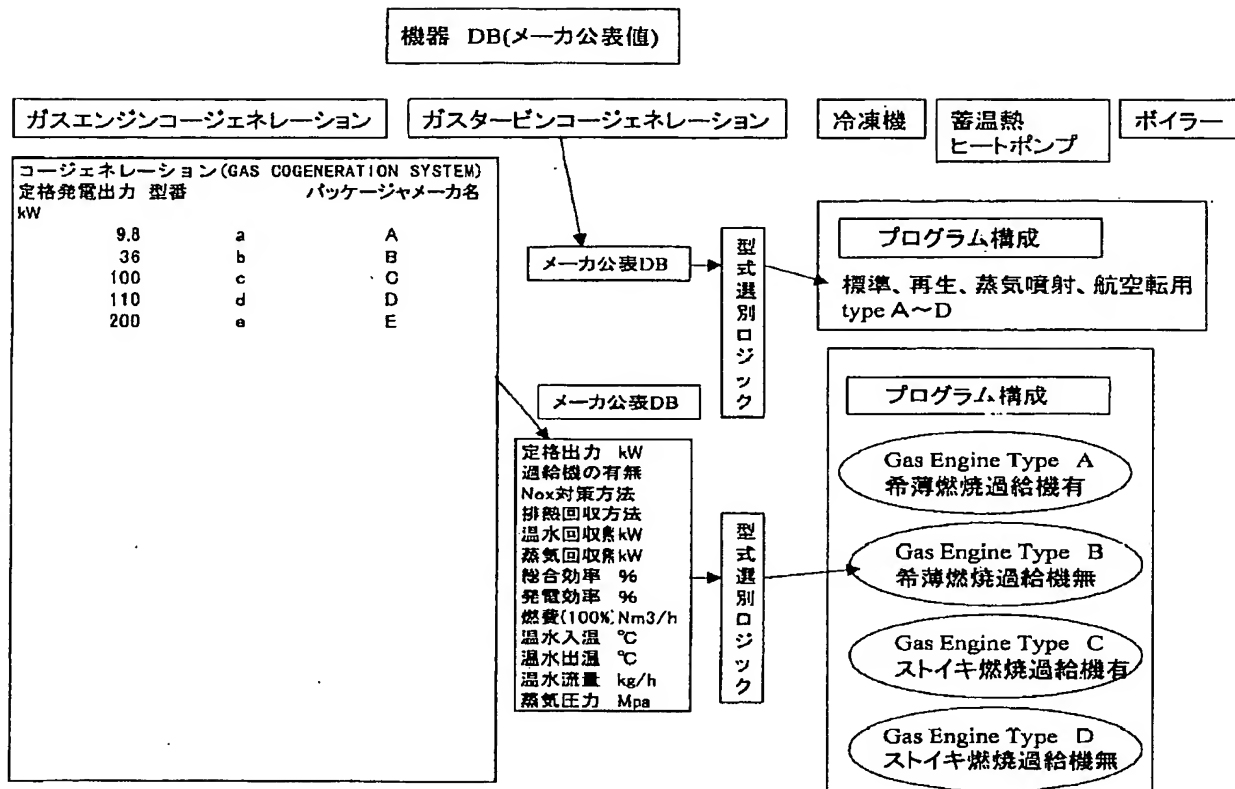 機器 DB(メーカ公表値)
ガスエンジンコージェネレーション
ガスタービンコージェネレーション
冷凍機
蓄温熱
ヒートポンプ
ボイラー
コージェネレーション(GAS COGENERATION SYSTEM)
定格発電出力 型番 パッケージャメーカ名
kW
9.8 a A
36 b B
100 c C
110 d D
200 e E
メーカ公表DB
型式選別ロジック
プログラム構成
標準、再生、蒸気噴射、航空転用
type A～D
メーカ公表DB
定格出力 kW
過給機の有無
Nox対策方法
排熱回収方法
温水回収熱kW
蒸気回収熱kW
総合効率 %
発電効率 %
燃費(100%)Nm3/h
温水入温 ℃
温水出温 ℃
温水流量 kg/h
蒸気圧力 Mpa
型式選別ロジック
プログラム構成
Gas Engine Type A
希薄燃焼過給機有
Gas Engine Type B
希薄燃焼過給機無
Gas Engine Type C
ストイキ燃焼過給機有
Gas Engine Type D
ストイキ燃焼過給機無